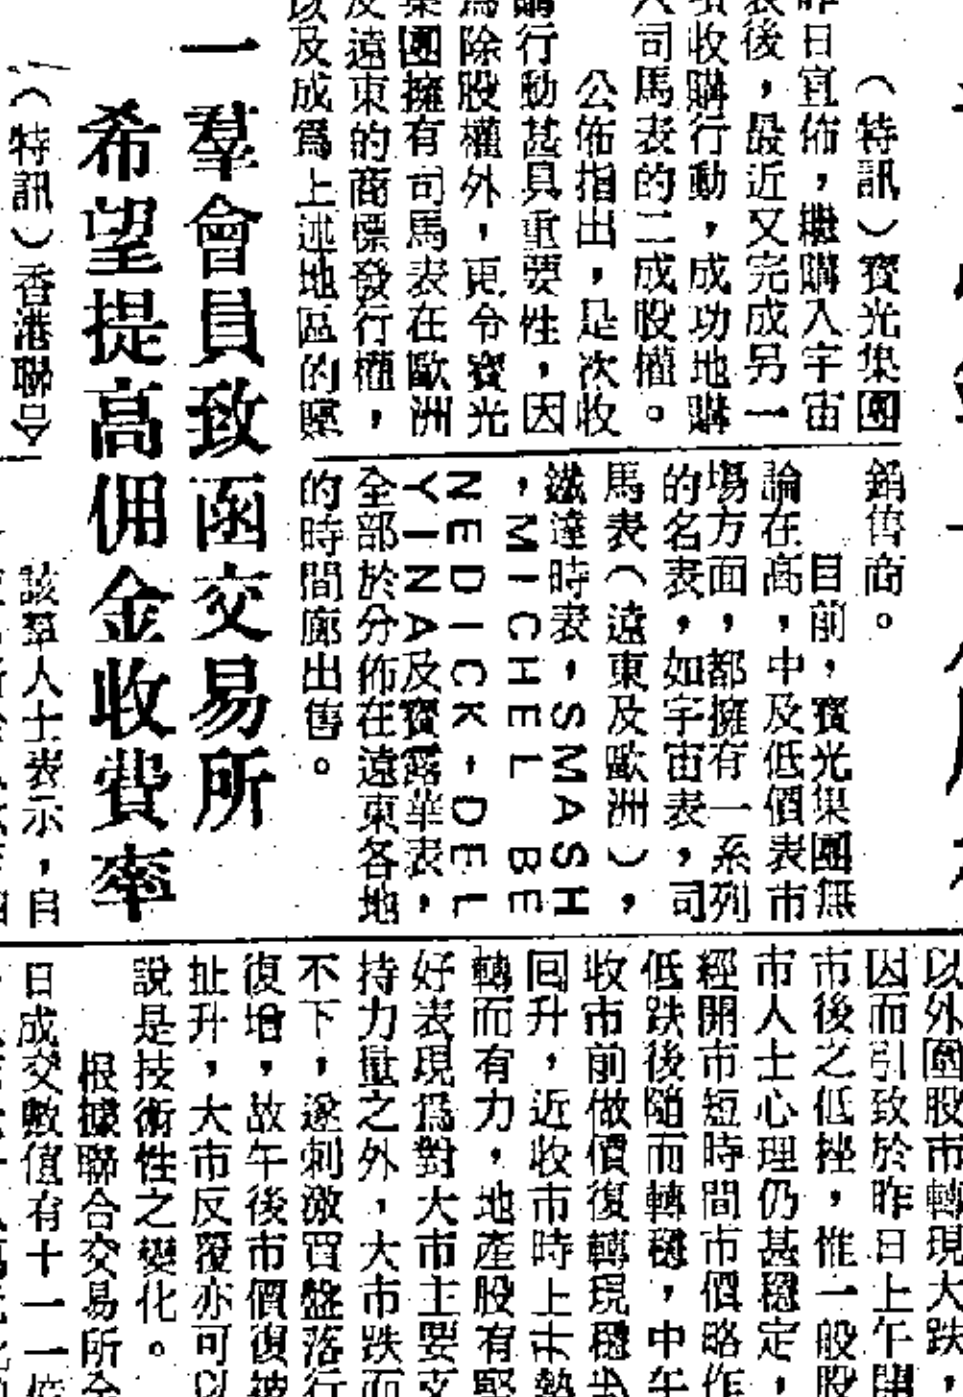 （特訊）寶光集團
昨日宣佈，繼購入宇宙
表後，最近又完成另一
項收購行動，成功地購
入司馬表的二成股權。
公佈指出，是次收
購行動甚具重要性，因
為除股權外，更令寶光
集團擁有司馬表在歐洲
及遠東的商標發行權，
以及成爲上述地區的
銷售商。
目前，寶光集團無
論在高，中及低價表市
場方面，都擁有一系列
的名表，如宇宙表，司
馬表（遠東及歐洲），
鐵達時表，SMASH
，MICHEL BE
NEDICK，DEL
YINA及寶露華表，
全部於分佈在遠東各地
的時間廊出售。
一羣會員致函交易所
希望提高佣金收費率
（特訊）香港聯合
該羣人士表示，自
以外圍股市轉現大跌，
因而引致於昨日上午開
市後之低挫，惟一般股
市人士心理仍甚穩定，
經開市短時間市價略作
低跌後隨而轉穩，中午
收市前做價復轉現穩步
回升，近收市時上升勢
轉而有力，地產股有堅
好表現爲對大市主要支
持力量之外，大市跌而
不下，遂刺激買盤落行
復增，故午後市價復被
扯升，大市反覆亦可以
說是技術性之變化。
根據聯合交易所
日成交數值有十一